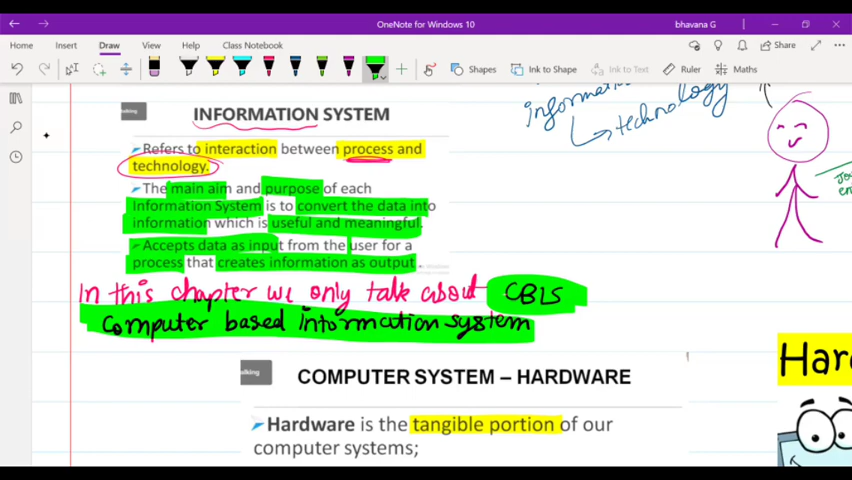 OneNote for Windows 10
bhavana G
Home Insert Draw View Help Class Notebook
Share
Shapes Ink to Shape Ink to Text Ruler Maths
alking
INFORMATION SYSTEM
Refers to interaction between process and
technology.
The main aim and purpose of each
Information System is to convert the data into
information which is useful and meaningful.
Accepts data as input from the user for a
process that creates information as output
In this chapter we only talk about CBIS
Computer based information system
technology
alking
COMPUTER SYSTEM – HARDWARE
Hardware is the tangible portion of our
computer systems;
Har